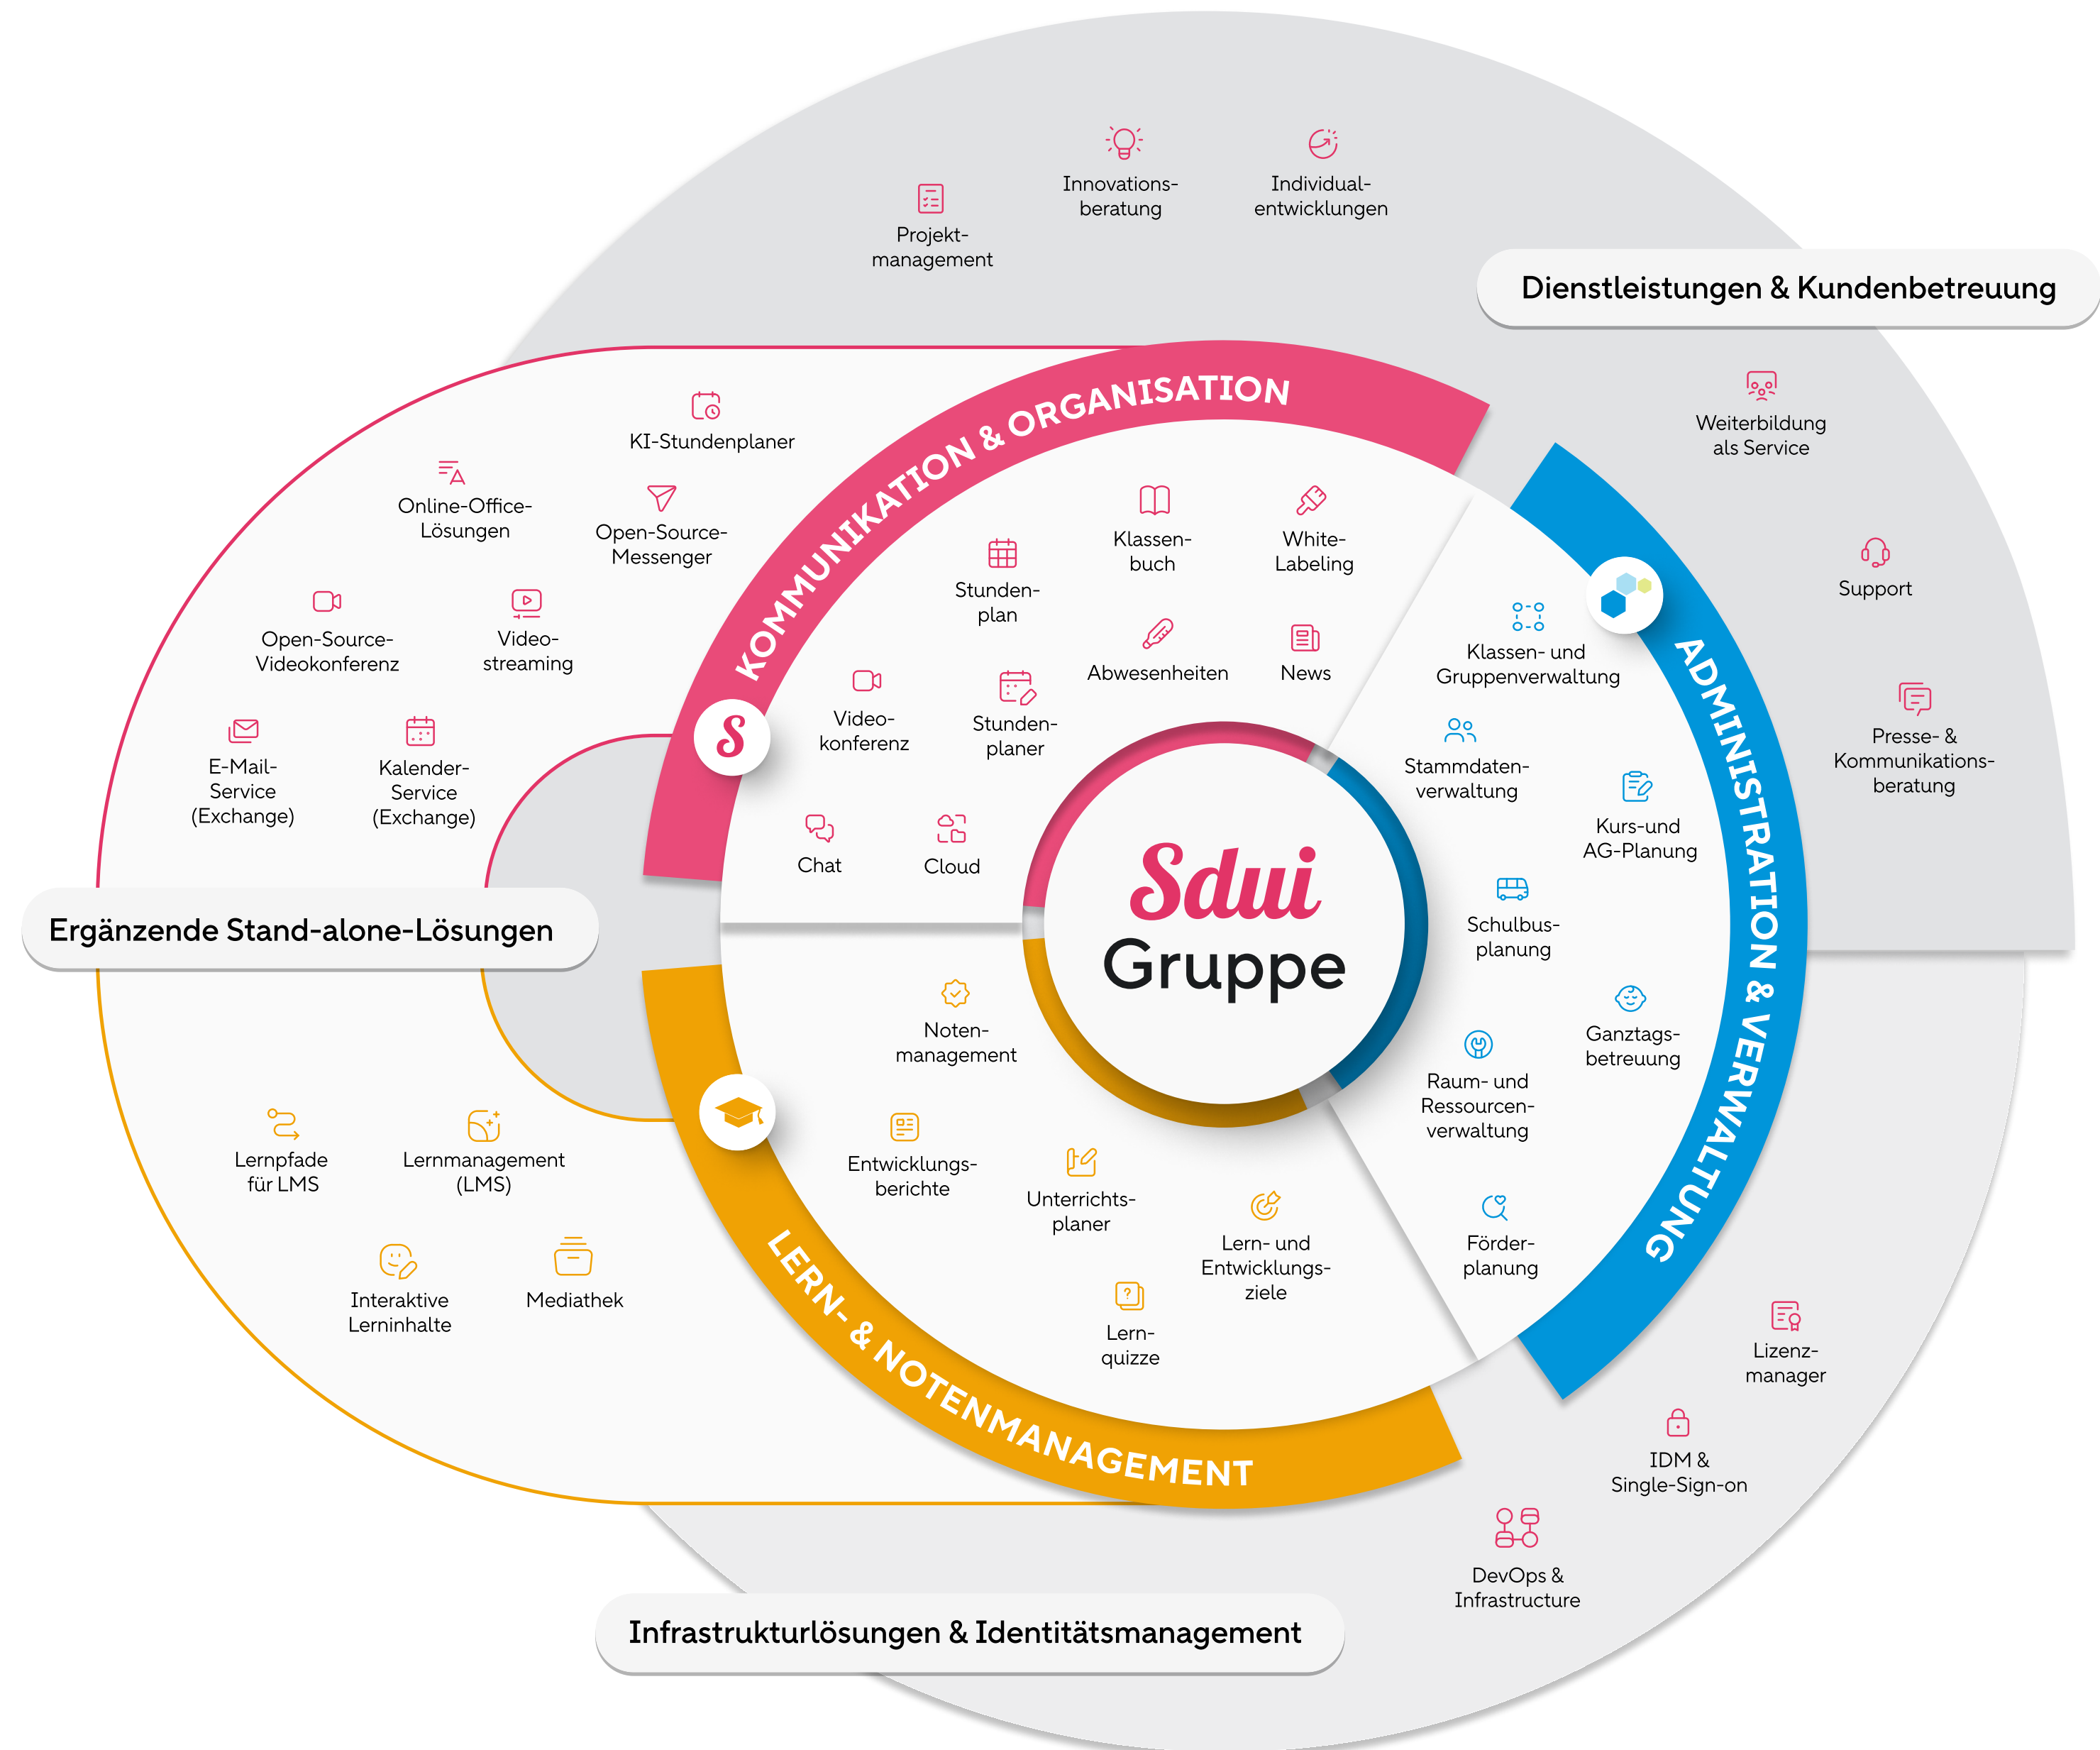 Projekt-
management
Innovations-
beratung
Individual-
entwicklungen
Dienstleistungen & Kundenbetreuung
Weiterbildung
als Service
Support
Presse- &
Kommunikations-
beratung
KOMMUNIKATION & ORGANISATION
KI-Stundenplaner
Online-Office-
Lösungen
Open-Source-
Messenger
Open-Source-
Videokonferenz
Video-
streaming
E-Mail-
Service
(Exchange)
Kalender-
Service
(Exchange)
S
Klassen-
buch
White-
Labeling
Stunden-
plan
Abwesenheiten
News
Video-
konferenz
Stunden-
planer
Chat
Cloud
ADMINISTRATION & VERWALTUNG
Klassen- und
Gruppenverwaltung
Stammdaten-
verwaltung
Kurs-und
AG-Planung
Schulbus-
planung
Ganztags-
betreuung
Raum- und
Ressourcen-
verwaltung
Förder-
planung
Sdui
Gruppe
Ergänzende Stand-alone-Lösungen
Lernpfade
für LMS
Lernmanagement
(LMS)
Interaktive
Lerninhalte
Mediathek
LERN- & NOTENMANAGEMENT
Noten-
management
Entwicklungs-
berichte
Unterrichts-
planer
Lern- und
Entwicklungs-
ziele
Lern-
quizze
Lizenz-
manager
IDM &
Single-Sign-on
DevOps &
Infrastructure
Infrastrukturlösungen & Identitätsmanagement